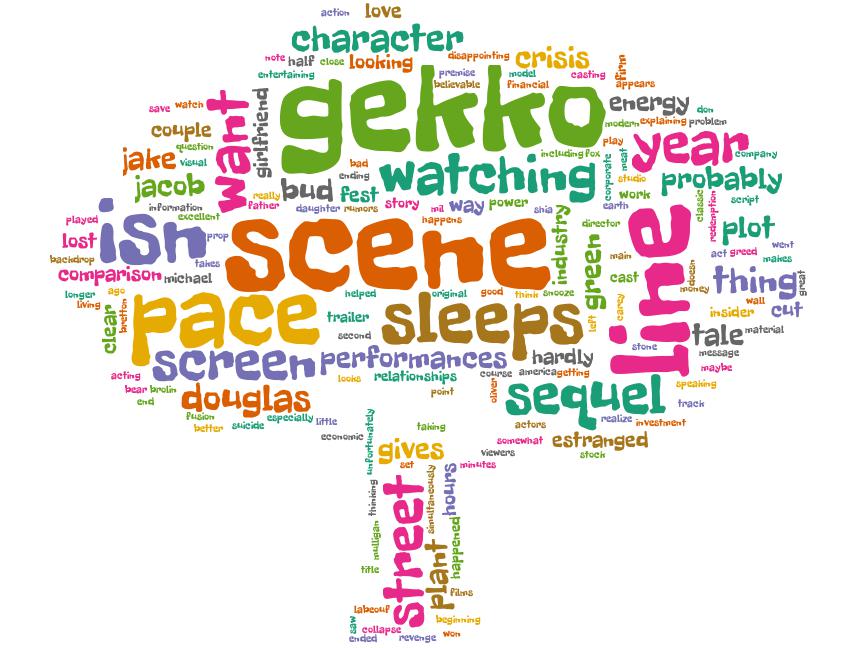 action love
character
note half close looking disappointing crisis firm
entertaining premise model casting appears
gekko
believable financial
save watch want girlfriend energy don
couple modern explaining problem
question play year
jake visual bad including fox corporate meat company
jacob ending watching studio probably
really bud fest work script
information father daughter rumors story mil way power shia earth classic redemption
played excellent happens industry director plot
lost isn prop scene green line
backdrop takes main act greed went
comparison michael cast doesn makes
money thing great
longer ago helped original good think snooze left carey wall
living pace trailer sleeps insider cut
clear bretton second tale material
screen performances hardly stone message
acting looks relationships course america getting maybe
bear brolin point oliver speaking
end douglas sequel track
fusion especially little actors realize investment
better suicide unfortunately taking
economic gives somewhat estranged
set viewers stock
minutes
thinking street simultaneously hours
mulligan plant happened
title
films
labeouf
saw collapse beginning
ended revenge won